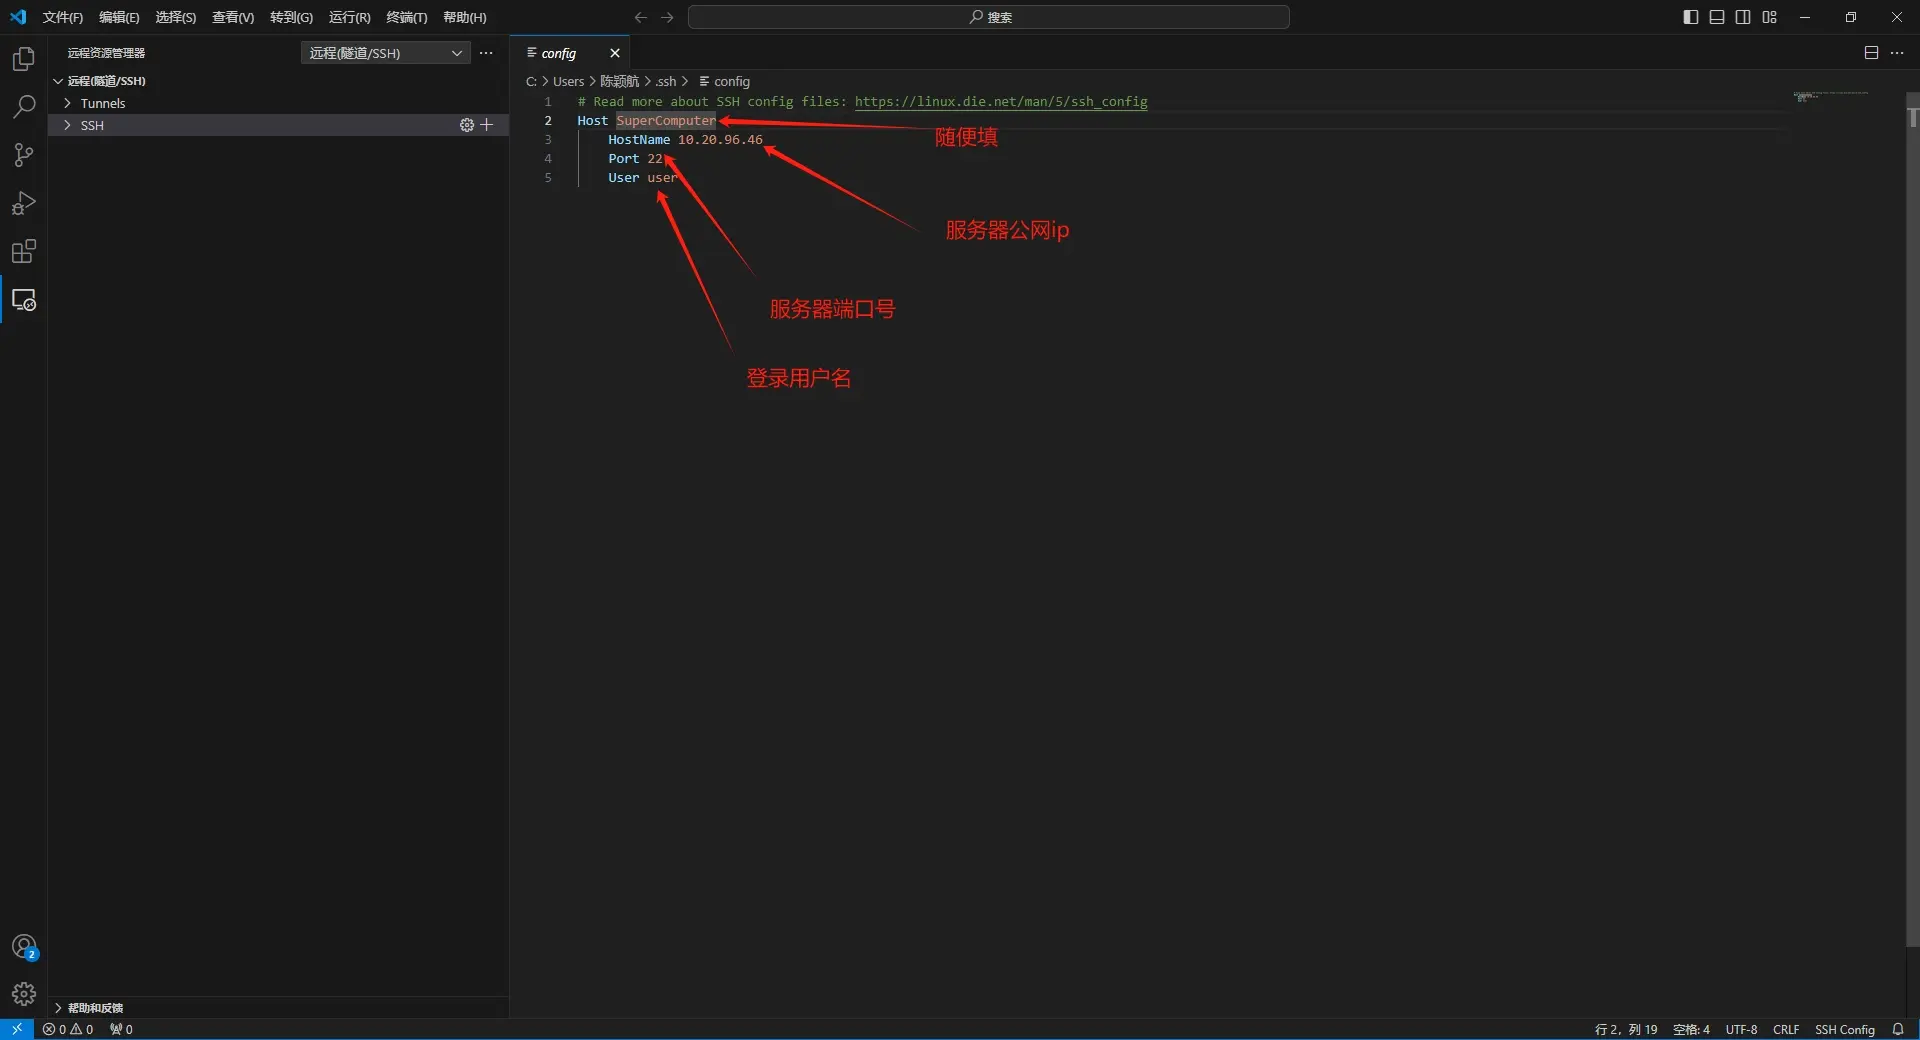 文件(F) 编辑(E) 选择(S) 查看(V) 转到(G) 运行(R) 终端(T) 帮助(H) 搜索
远程资源管理器 远程(隧道/SSH)
远程(隧道/SSH)
Tunnels
SSH
config
C: > Users > 陈颖航 > .ssh > config
1 # Read more about SSH config files: https://linux.die.net/man/5/ssh_config
2 Host SuperComputer
随便填
3 HostName 10.20.96.46
4 Port 22
5 User user
服务器公网ip
服务器端口号
登录用户名
2
帮助和反馈
0 0 0
行 2，列 19 空格: 4 UTF-8 CRLF SSH Config